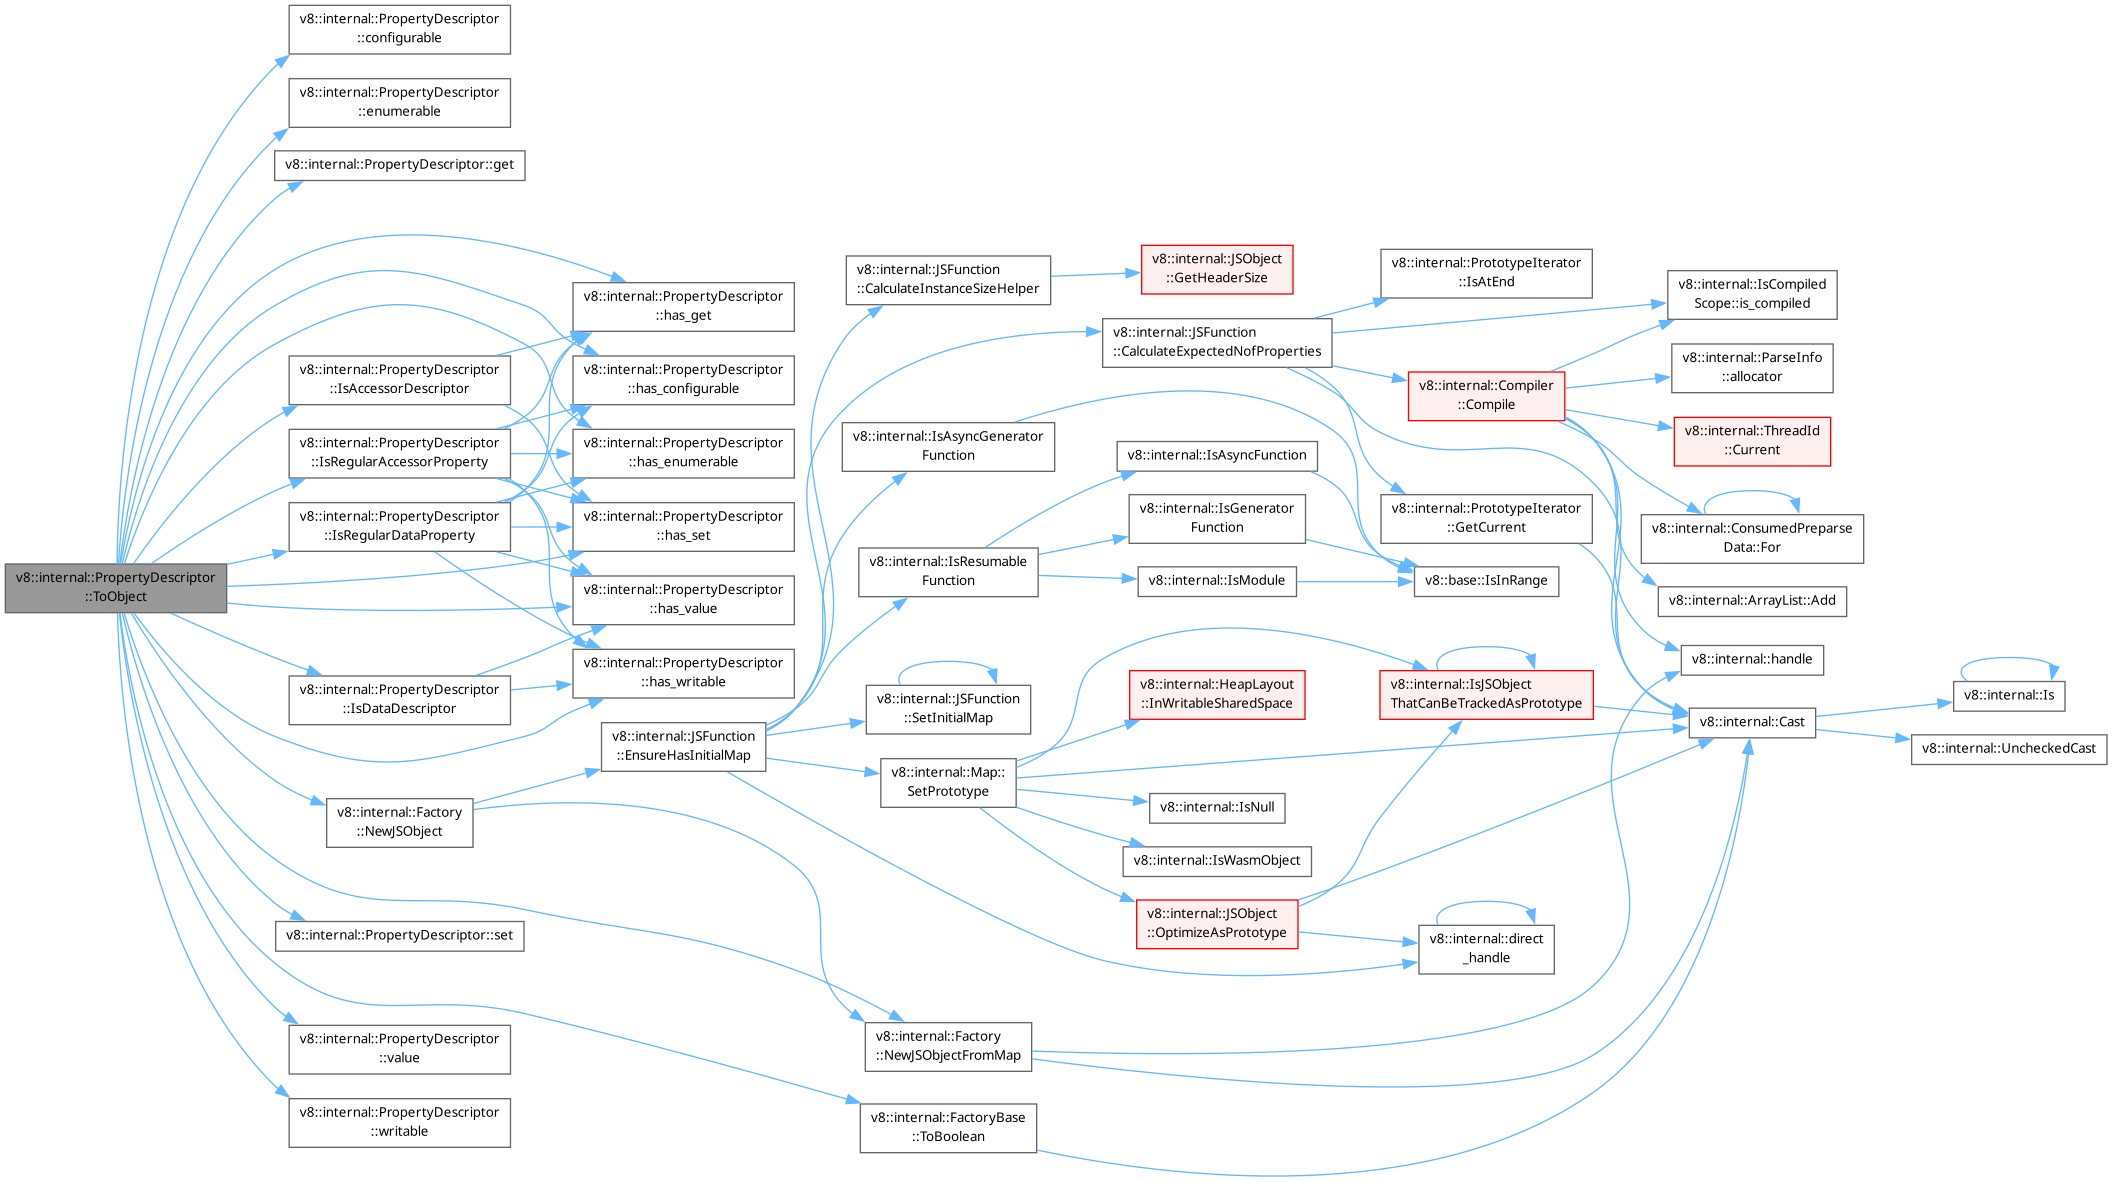 v8::internal::PropertyDescriptor
::ToObject
v8::internal::PropertyDescriptor
::configurable
v8::internal::PropertyDescriptor
::enumerable
v8::internal::PropertyDescriptor::get
v8::internal::PropertyDescriptor
::IsAccessorDescriptor
v8::internal::PropertyDescriptor
::IsRegularAccessorProperty
v8::internal::PropertyDescriptor
::IsRegularDataProperty
v8::internal::PropertyDescriptor
::IsDataDescriptor
v8::internal::Factory
::NewJSObject
v8::internal::PropertyDescriptor::set
v8::internal::PropertyDescriptor
::value
v8::internal::PropertyDescriptor
::writable
v8::internal::PropertyDescriptor
::has_get
v8::internal::PropertyDescriptor
::has_configurable
v8::internal::PropertyDescriptor
::has_enumerable
v8::internal::PropertyDescriptor
::has_set
v8::internal::PropertyDescriptor
::has_value
v8::internal::PropertyDescriptor
::has_writable
v8::internal::JSFunction
::EnsureHasInitialMap
v8::internal::JSFunction
::CalculateInstanceSizeHelper
v8::internal::IsAsyncGenerator
Function
v8::internal::IsResumable
Function
v8::internal::JSFunction
::SetInitialMap
v8::internal::Map::
SetPrototype
v8::internal::Factory
::NewJSObjectFromMap
v8::internal::FactoryBase
::ToBoolean
v8::internal::JSObject
::GetHeaderSize
v8::internal::JSFunction
::CalculateExpectedNofProperties
v8::internal::IsAsyncFunction
v8::internal::IsGenerator
Function
v8::internal::IsModule
v8::internal::HeapLayout
::InWritableSharedSpace
v8::internal::IsNull
v8::internal::IsWasmObject
v8::internal::JSObject
::OptimizeAsPrototype
v8::internal::PrototypeIterator
::IsAtEnd
v8::internal::Compiler
::Compile
v8::internal::PrototypeIterator
::GetCurrent
v8::base::IsInRange
v8::internal::IsJSObject
ThatCanBeTrackedAsPrototype
v8::internal::direct
_handle
v8::internal::IsCompiled
Scope::is_compiled
v8::internal::ParseInfo
::allocator
v8::internal::ThreadId
::Current
v8::internal::ConsumedPreparse
Data::For
v8::internal::ArrayList::Add
v8::internal::handle
v8::internal::Cast
v8::internal::Is
v8::internal::UncheckedCast